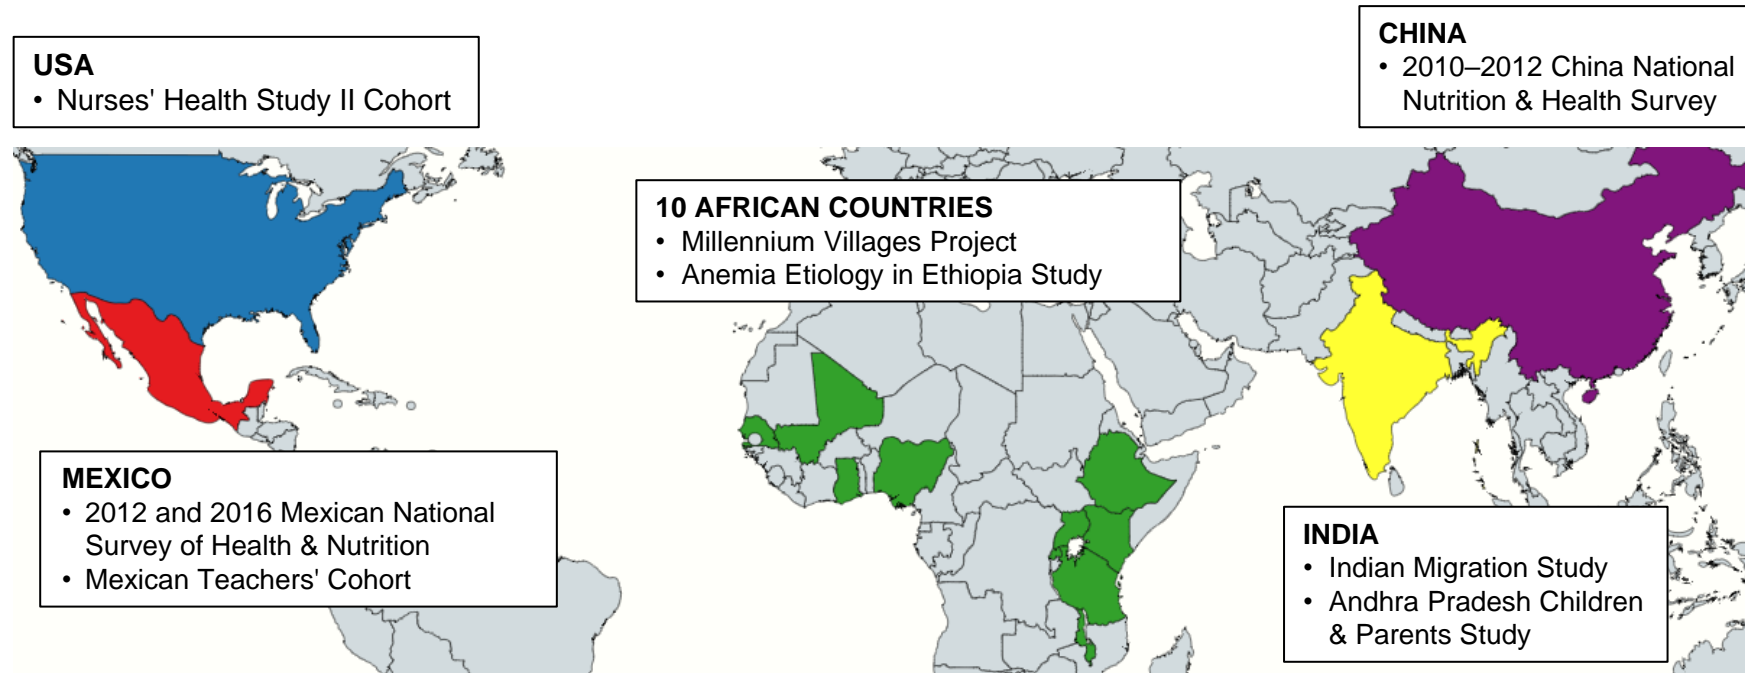 USA
• Nurses' Health Study II Cohort
CHINA
• 2010–2012 China National
Nutrition & Health Survey
10 AFRICAN COUNTRIES
• Millennium Villages Project
• Anemia Etiology in Ethiopia Study
MEXICO
• 2012 and 2016 Mexican National
Survey of Health & Nutrition
• Mexican Teachers' Cohort
INDIA
• Indian Migration Study
• Andhra Pradesh Children
& Parents Study